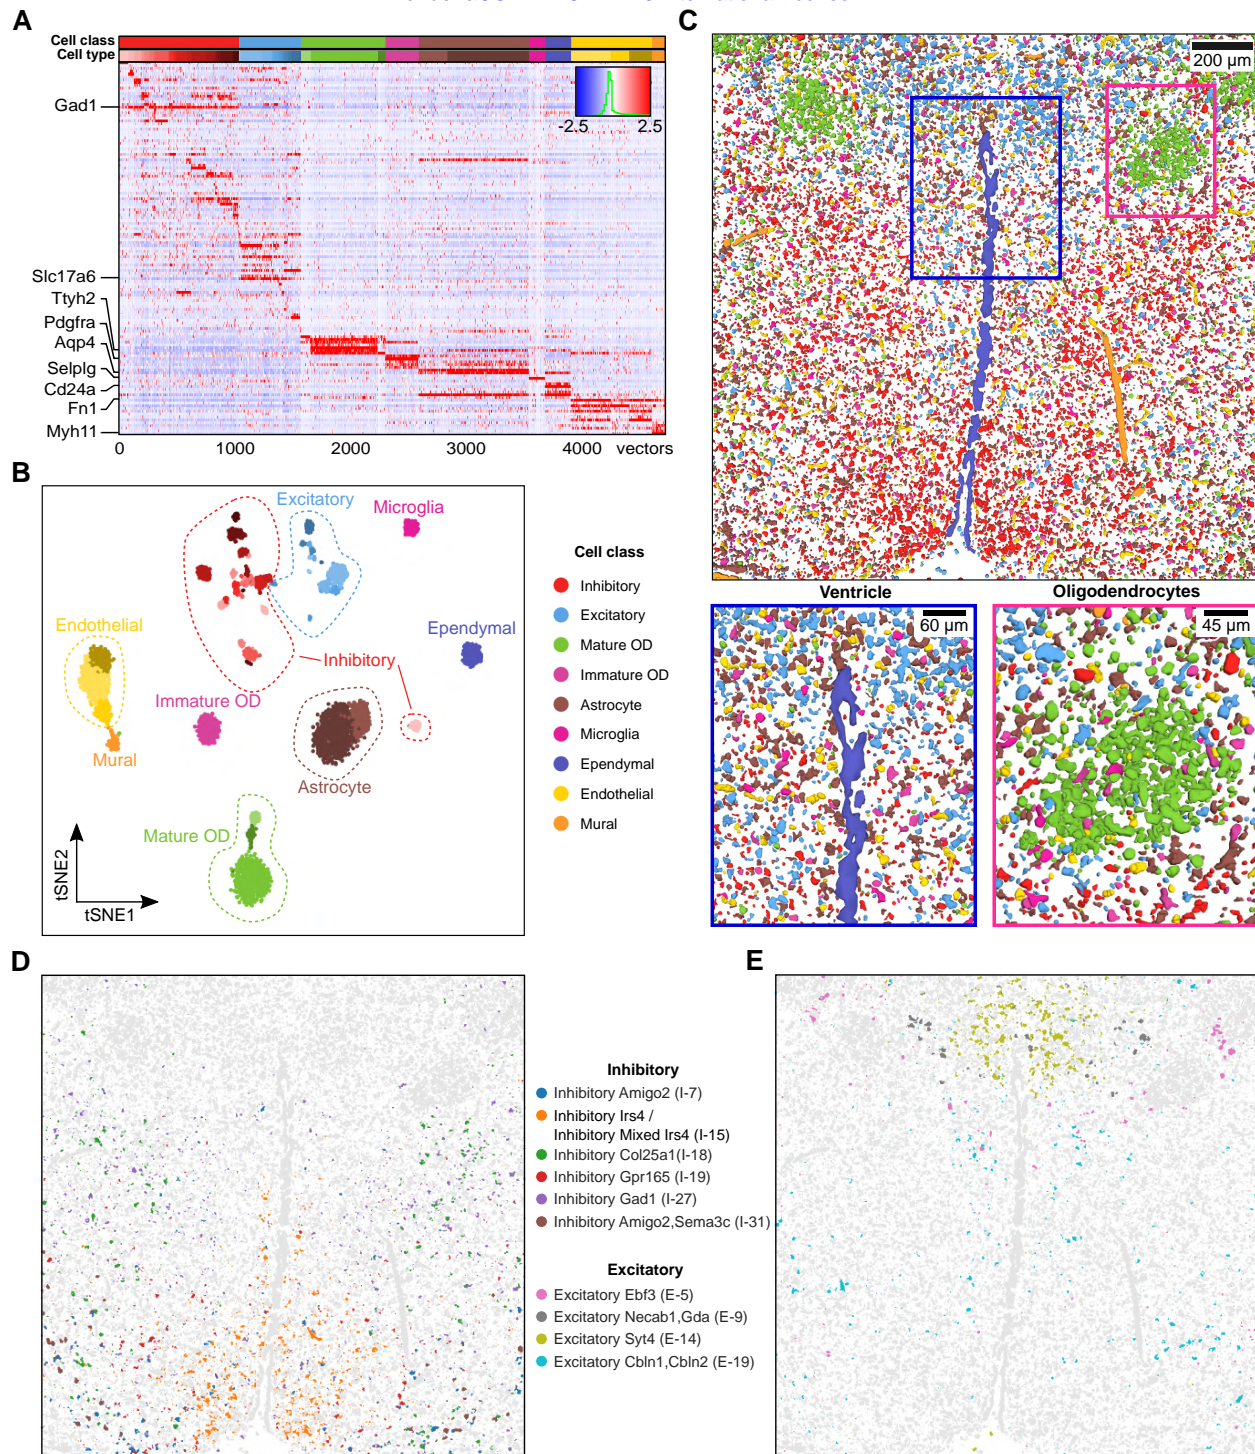 A
Cell class
Cell type
Gad1
Slc17a6
Ttyh2
Pdgfra
Aqp4
Selplg
Cd24a
Fn1
Myh11
-2.5
2.5
0
1000
2000
3000
4000
vectors
B
Excitatory
Microglia
Endothelial
Ependymal
Inhibitory
Immature OD
Mural
Astrocyte
Mature OD
tSNE2
tSNE1
Cell class
Inhibitory
Excitatory
Mature OD
Immature OD
Astrocyte
Microglia
Ependymal
Endothelial
Mural
C
200 µm
Ventricle
60 µm
Oligodendrocytes
45 µm
D
Inhibitory
Inhibitory Amigo2 (I-7)
Inhibitory Irs4 /
Inhibitory Mixed Irs4 (I-15)
Inhibitory Col25a1(I-18)
Inhibitory Gpr165 (I-19)
Inhibitory Gad1 (I-27)
Inhibitory Amigo2,Sema3c (I-31)
Excitatory
Excitatory Ebf3 (E-5)
Excitatory Necab1,Gda (E-9)
Excitatory Syt4 (E-14)
Excitatory Cbln1,Cbln2 (E-19)
E